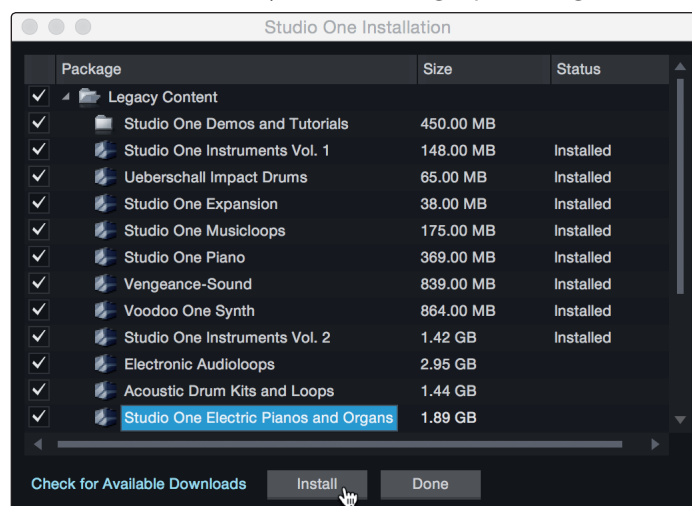 Studio One Installation
Package Size Status
Legacy Content
Studio One Demos and Tutorials 450.00 MB
Studio One Instruments Vol. 1 148.00 MB Installed
Ueberschall Impact Drums 65.00 MB Installed
Studio One Expansion 38.00 MB Installed
Studio One Musicloops 175.00 MB Installed
Studio One Piano 369.00 MB Installed
Vengeance-Sound 839.00 MB Installed
Voodoo One Synth 864.00 MB Installed
Studio One Instruments Vol. 2 1.42 GB Installed
Electronic Audioloops 2.95 GB
Acoustic Drum Kits and Loops 1.44 GB
Studio One Electric Pianos and Organs 1.89 GB
Check for Available Downloads Install Done